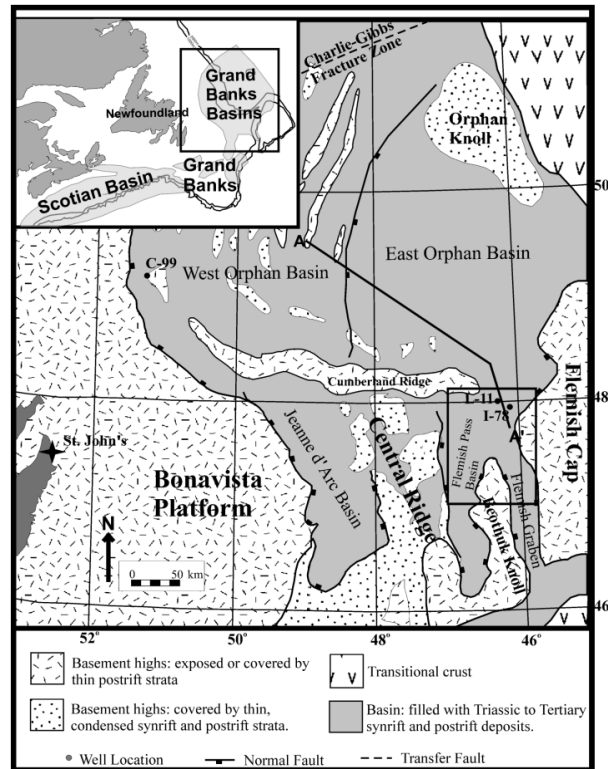 Charlie-Gibbs
Fracture Zone
Grand
Banks
Basins
Newfoundland
Grand
Banks
Scotian Basin
Orphan
Knoll
50
A
East Orphan Basin
West Orphan Basin
C-99
Cumberland Ridge
Flemish Cap
48
L-11
I-78
A'
St. John's
Jeanne d'Arc Basin
Central Ridge
Flemish Pass
Basin
Beothuk Knoll
Flemish Graben
Bonavista
Platform
N
0 50 km
46
52°
50
48
46°
Basement highs: exposed or covered by
thin postrift strata
Transitional crust
Basement highs: covered by thin,
condensed synrift and postrift strata.
Basin: filled with Triassic to Tertiary
synrift and postrift deposits.
Well Location
Normal Fault
Transfer Fault